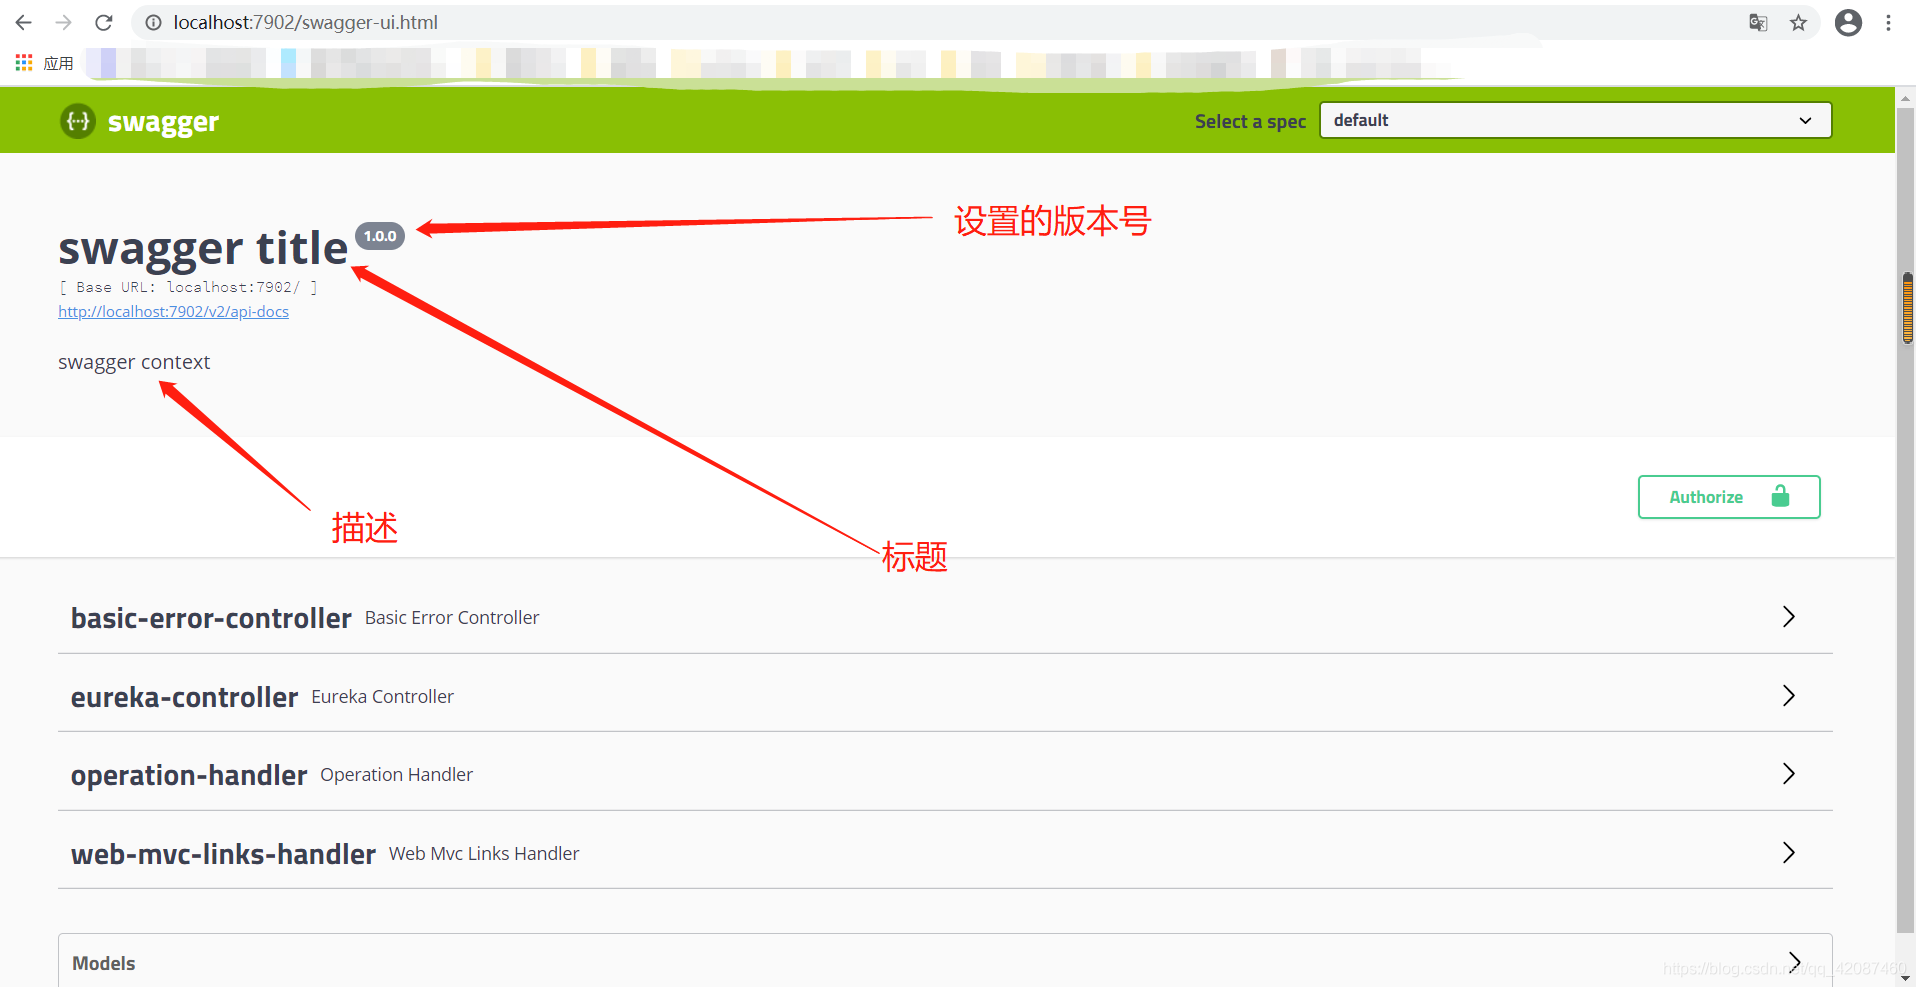 localhost:7902/swagger-ui.html
应用
swagger
Select a spec
default
设置的版本号
swagger title 1.0.0
[ Base URL: localhost:7902/ ]
http://localhost:7902/v2/api-docs
swagger context
描述
Authorize
标题
basic-error-controller Basic Error Controller
eureka-controller Eureka Controller
operation-handler Operation Handler
web-mvc-links-handler Web Mvc Links Handler
Models
https://blog.csdn.net/qq_42087460